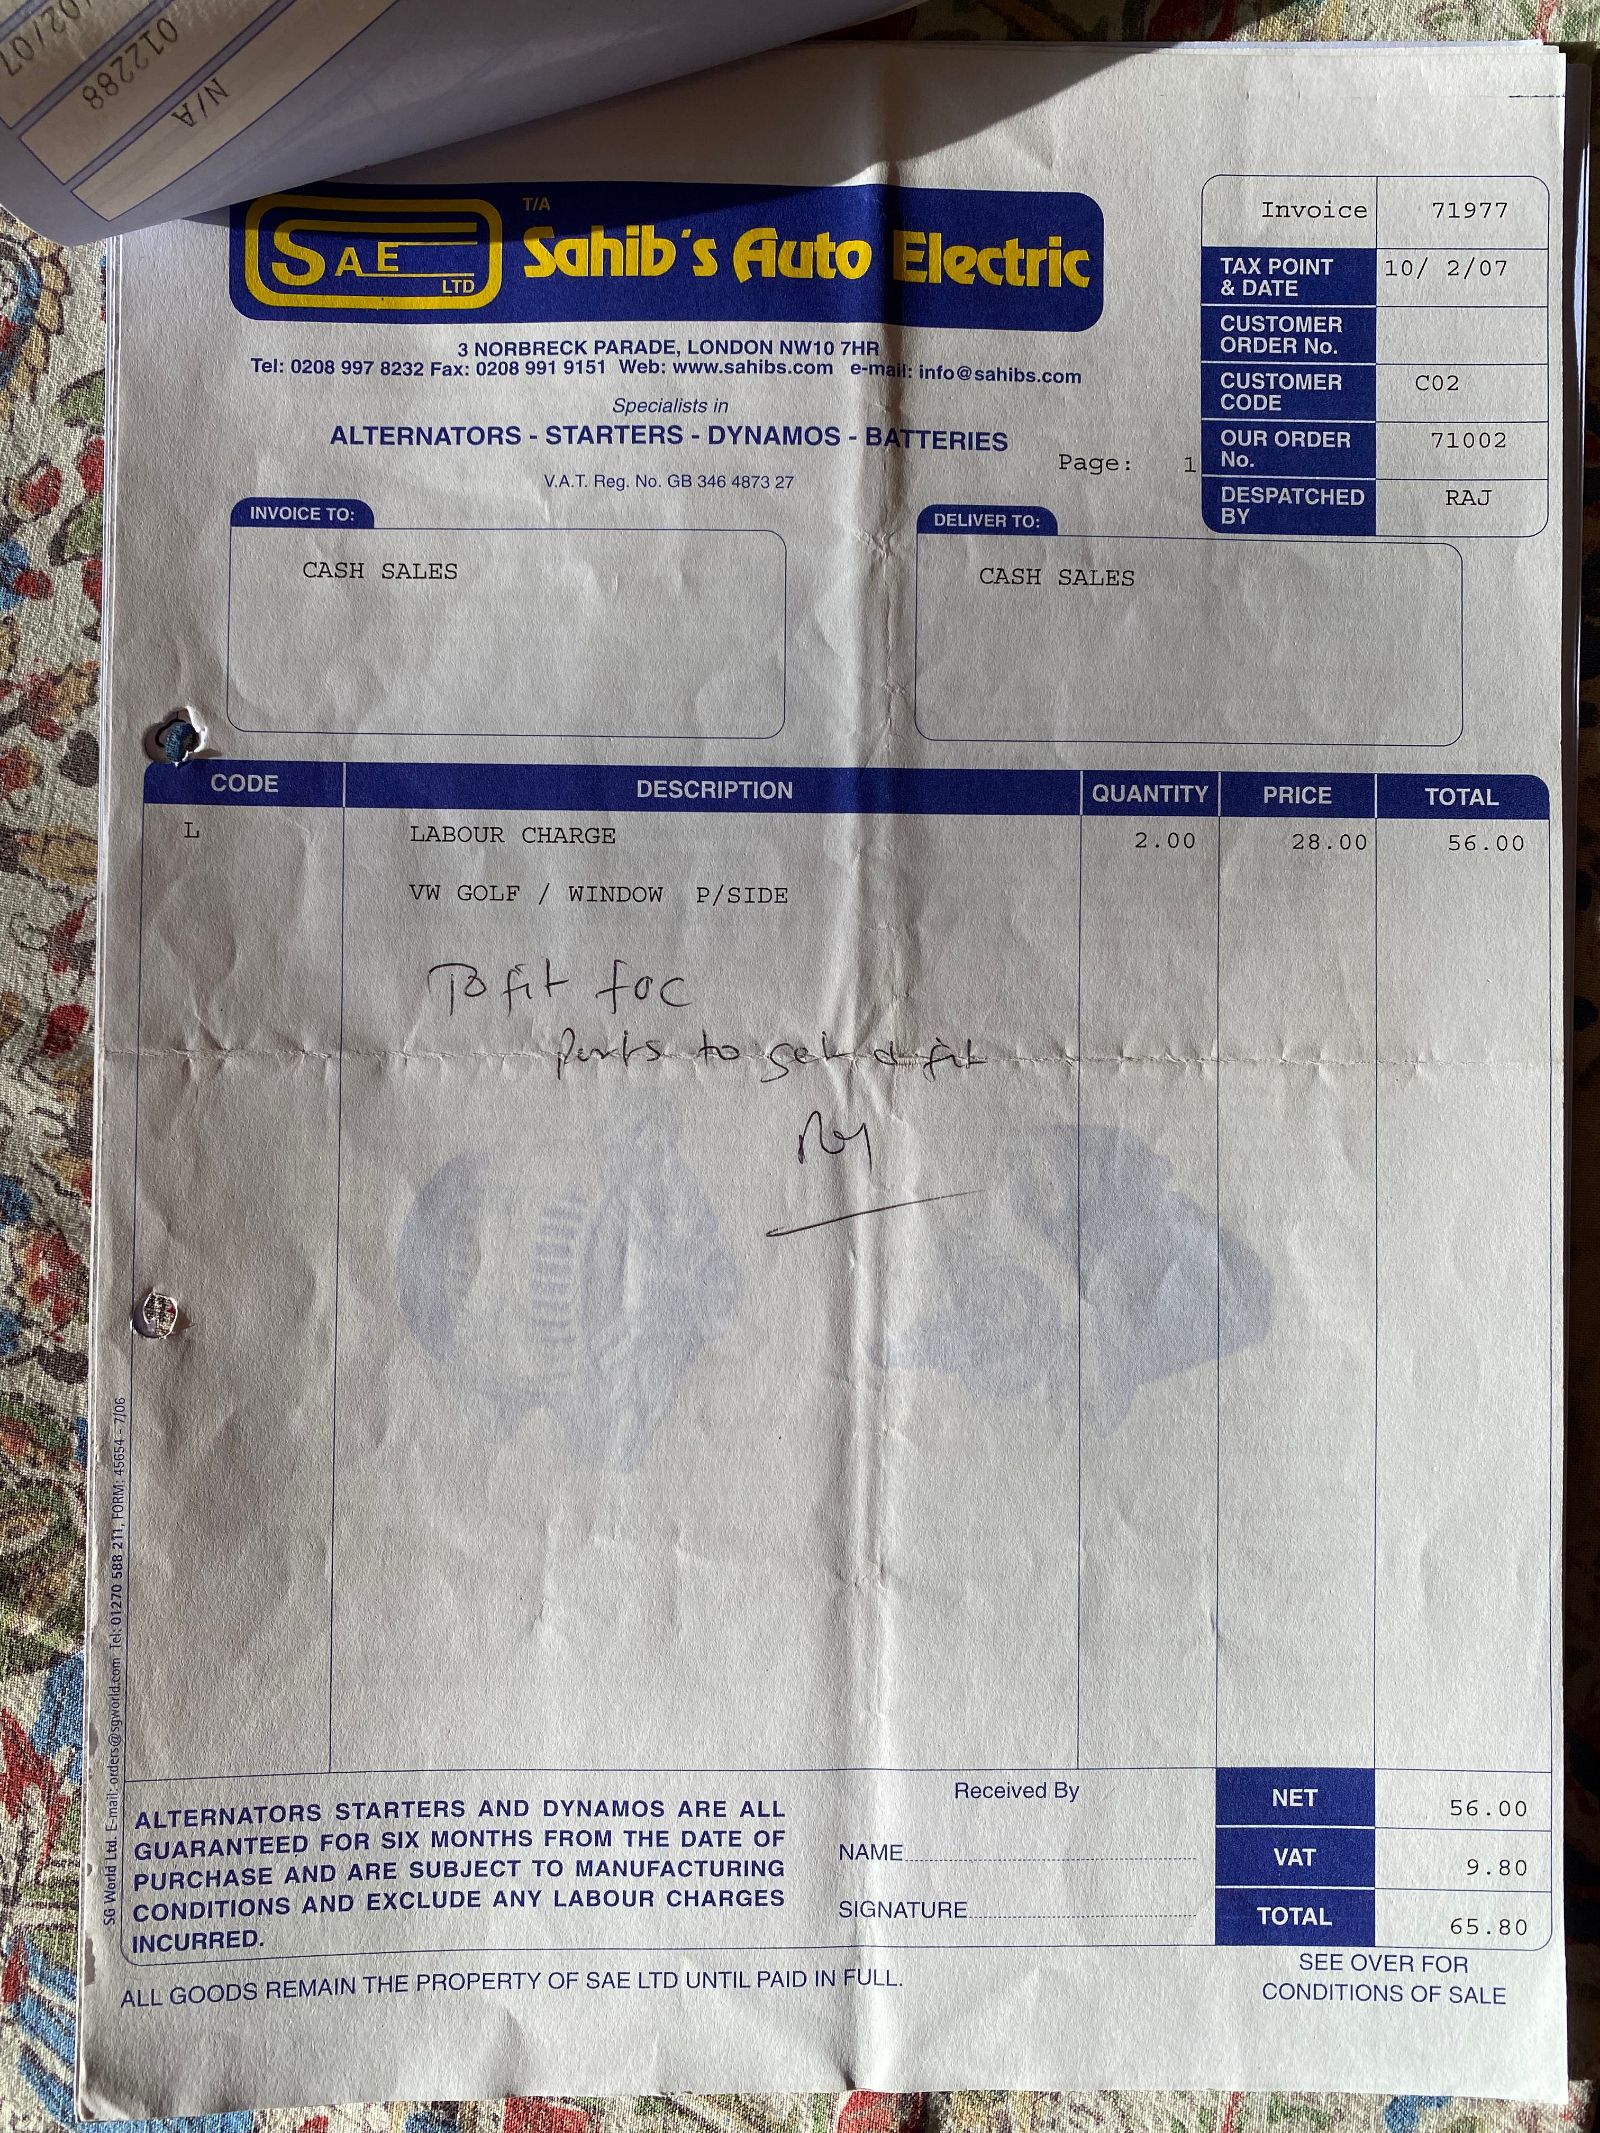 02/07
012288
N/A
T/A
SAE LTD
Sahib's Auto Electric
3 NORBRECK PARADE, LONDON NW10 7HR
Tel: 0208 997 8232 Fax: 0208 991 9151 Web: www.sahibs.com e-mail: info@sahibs.com
Specialists in
ALTERNATORS - STARTERS - DYNAMOS - BATTERIES
V.A.T. Reg. No. GB 346 4873 27
Page: 1
Invoice 71977
TAX POINT & DATE 10/ 2/07
CUSTOMER ORDER No.
CUSTOMER CODE C02
OUR ORDER No. 71002
DESPATCHED BY RAJ
INVOICE TO:
CASH SALES
DELIVER TO:
CASH SALES
CODE DESCRIPTION QUANTITY PRICE TOTAL
L LABOUR CHARGE 2.00 28.00 56.00
VW GOLF / WINDOW P/SIDE
To fit foc
Parts to get & fit
Raj
SG World Ltd. E-mail: orders@sgworld.com Tel: 01270 588 211, FORM: 45654 - 7/06
ALTERNATORS STARTERS AND DYNAMOS ARE ALL
GUARANTEED FOR SIX MONTHS FROM THE DATE OF
PURCHASE AND ARE SUBJECT TO MANUFACTURING
CONDITIONS AND EXCLUDE ANY LABOUR CHARGES
INCURRED.
Received By
NAME
SIGNATURE
NET 56.00
VAT 9.80
TOTAL 65.80
ALL GOODS REMAIN THE PROPERTY OF SAE LTD UNTIL PAID IN FULL.
SEE OVER FOR
CONDITIONS OF SALE